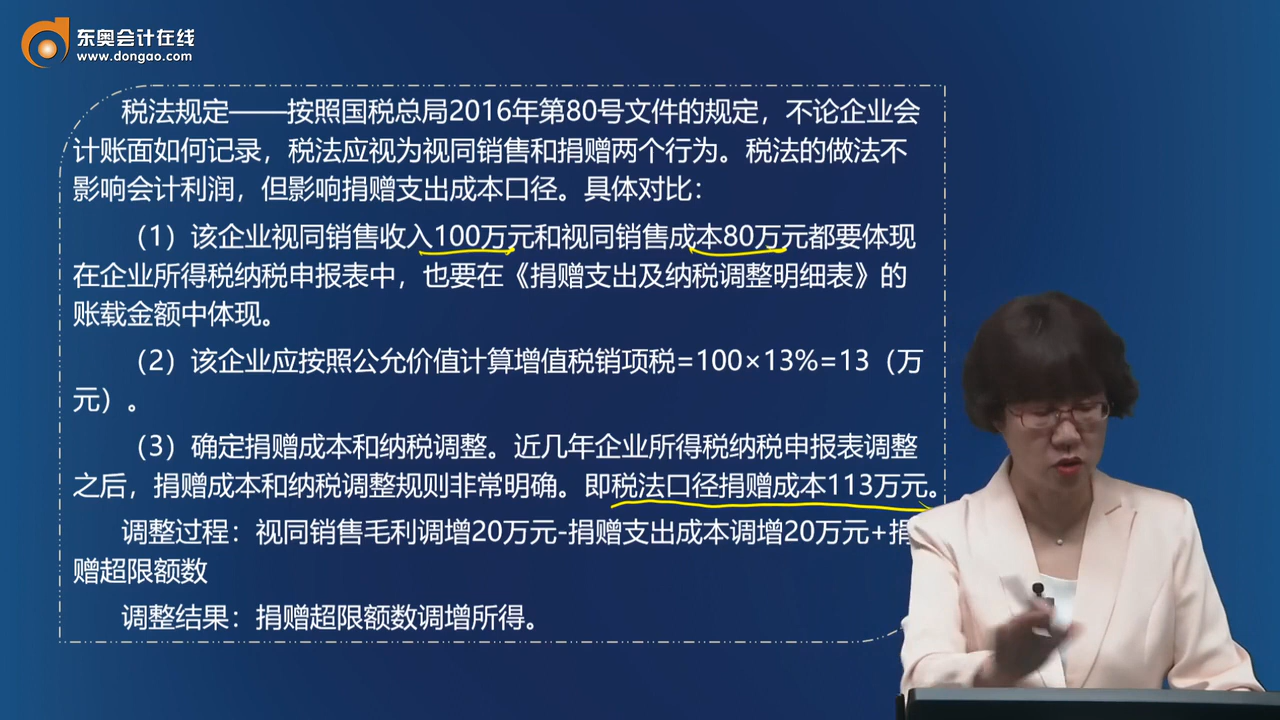 东奥会计在线
www.dongao.com
税法规定——按照国税总局2016年第80号文件的规定，不论企业会
计账面如何记录，税法应视为视同销售和捐赠两个行为。税法的做法不
影响会计利润，但影响捐赠支出成本口径。具体对比：
（1）该企业视同销售收入100万元和视同销售成本80万元都要体现
在企业所得税纳税申报表中，也要在《捐赠支出及纳税调整明细表》的
账载金额中体现。
（2）该企业应按照公允价值计算增值税销项税=100×13%=13（万
元）。
（3）确定捐赠成本和纳税调整。近几年企业所得税纳税申报表调整
之后，捐赠成本和纳税调整规则非常明确。即税法口径捐赠成本113万元。
调整过程：视同销售毛利调增20万元-捐赠支出成本调增20万元+捐
赠超限额数
调整结果：捐赠超限额数调增所得。